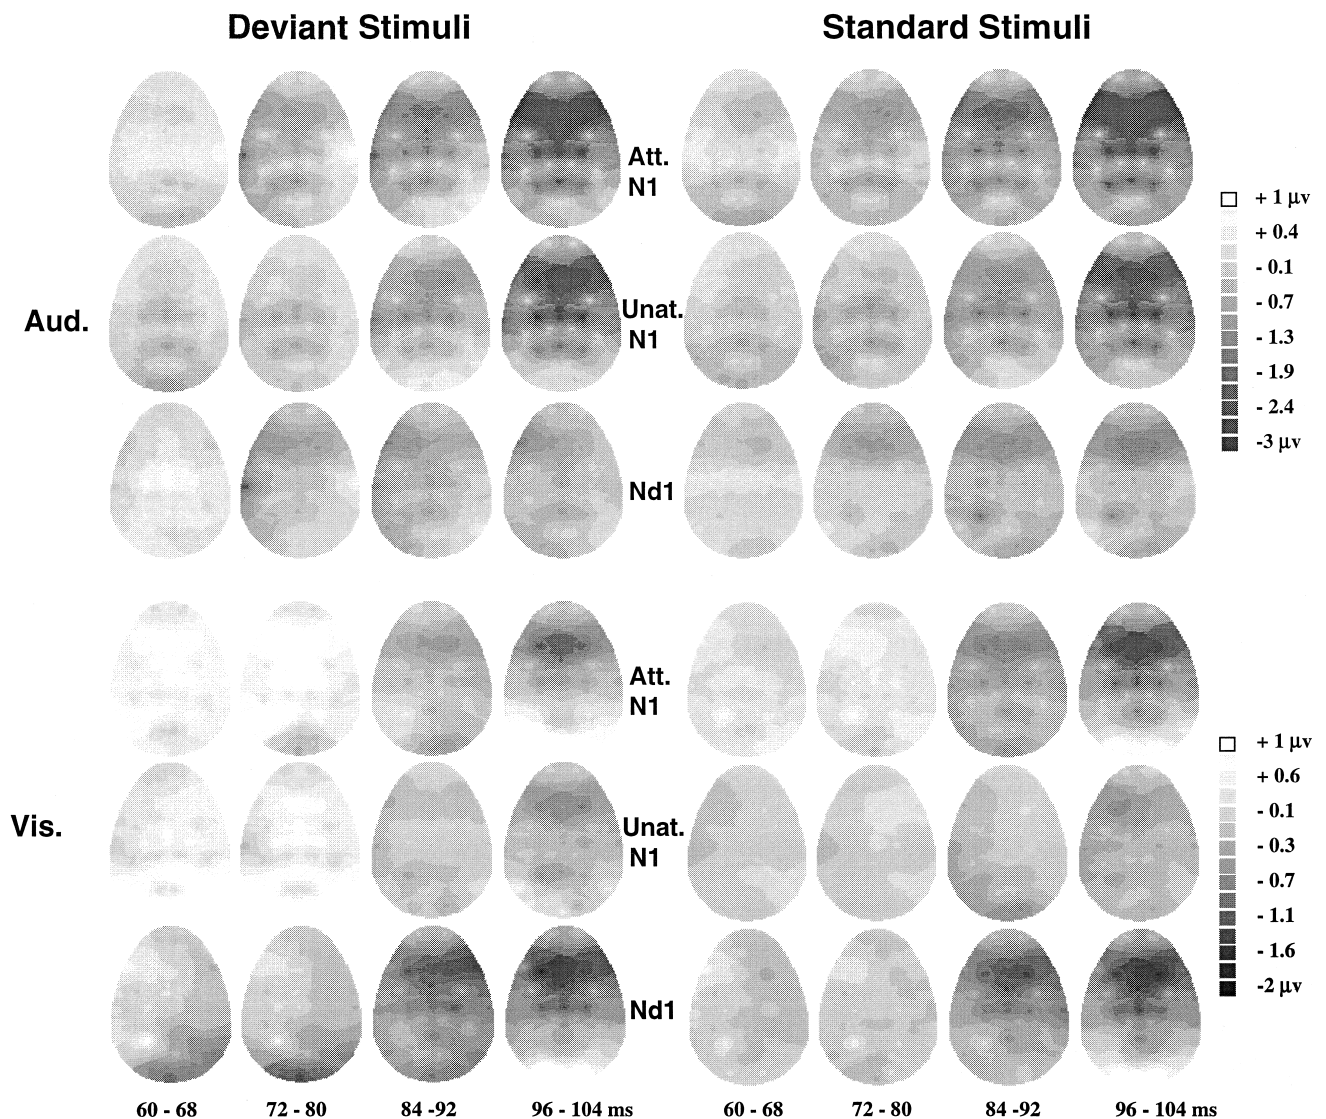 Deviant Stimuli
Standard Stimuli
Att.
N1
Aud.
Unat.
N1
Nd1
+ 1 μv
+ 0.4
- 0.1
- 0.7
- 1.3
- 1.9
- 2.4
-3 μv
Att.
N1
Vis.
Unat.
N1
Nd1
+ 1 μv
+ 0.6
- 0.1
- 0.3
- 0.7
- 1.1
- 1.6
-2 μv
60 - 68 72 - 80 84 -92 96 - 104 ms 60 - 68 72 - 80 84 -92 96 - 104 ms